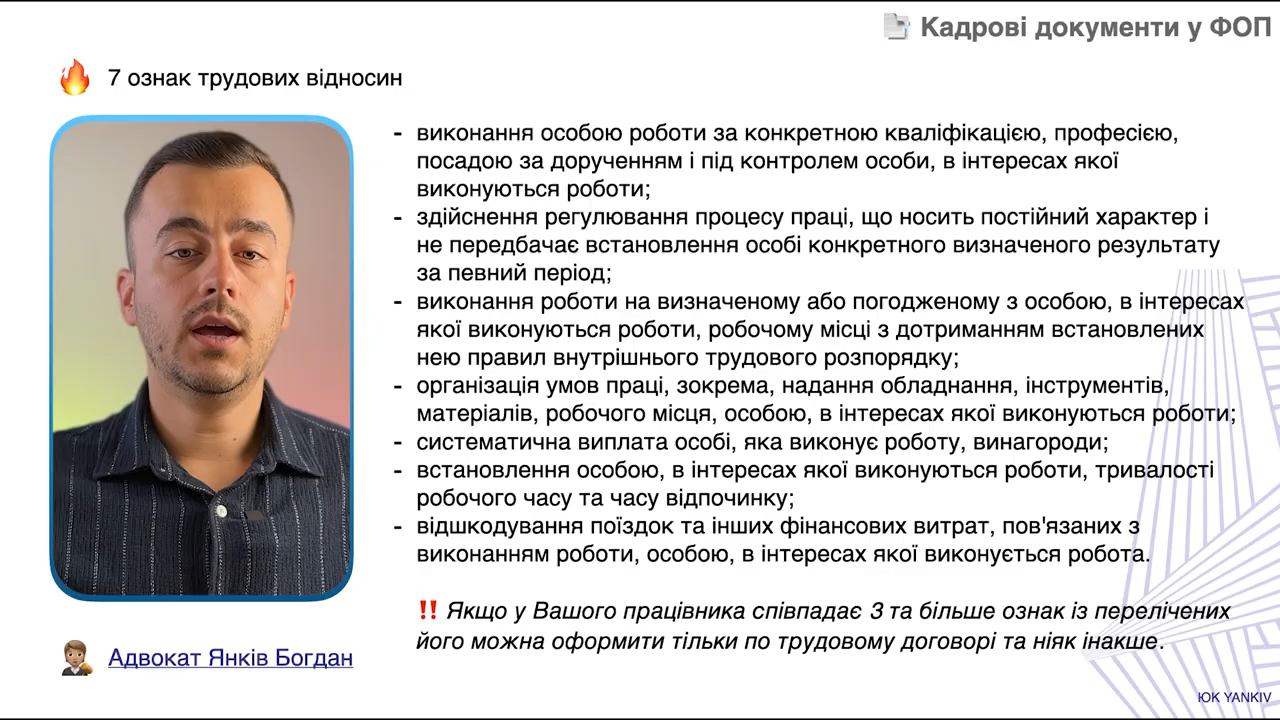 Кадрові документи у ФОП
7 ознак трудових відносин
- виконання особою роботи за конкретною кваліфікацією, професією,
посадою за дорученням і під контролем особи, в інтересах якої
виконуються роботи;
- здійснення регулювання процесу праці, що носить постійний характер і
не передбачає встановлення особі конкретного визначеного результату
за певний період;
- виконання роботи на визначеному або погодженому з особою, в інтересах
якої виконуються роботи, робочому місці з дотриманням встановлених
нею правил внутрішнього трудового розпорядку;
- організація умов праці, зокрема, надання обладнання, інструментів,
матеріалів, робочого місця, особою, в інтересах якої виконуються роботи;
- систематична виплата особі, яка виконує роботу, винагороди;
- встановлення особою, в інтересах якої виконуються роботи, тривалості
робочого часу та часу відпочинку;
- відшкодування поїздок та інших фінансових витрат, пов'язаних з
виконанням роботи, особою, в інтересах якої виконується робота.
‼ Якщо у Вашого працівника співпадає 3 та більше ознак із перелічених
його можна оформити тільки по трудовому договорі та ніяк інакше.
Адвокат Янків Богдан
ЮК YANKIV